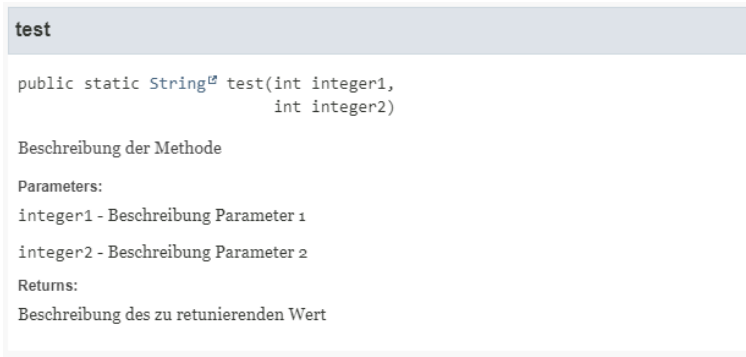 test
public static String test(int integer1,
int integer2)
Beschreibung der Methode
Parameters:
integer1 - Beschreibung Parameter 1
integer2 - Beschreibung Parameter 2
Returns:
Beschreibung des zu retunierenden Wert